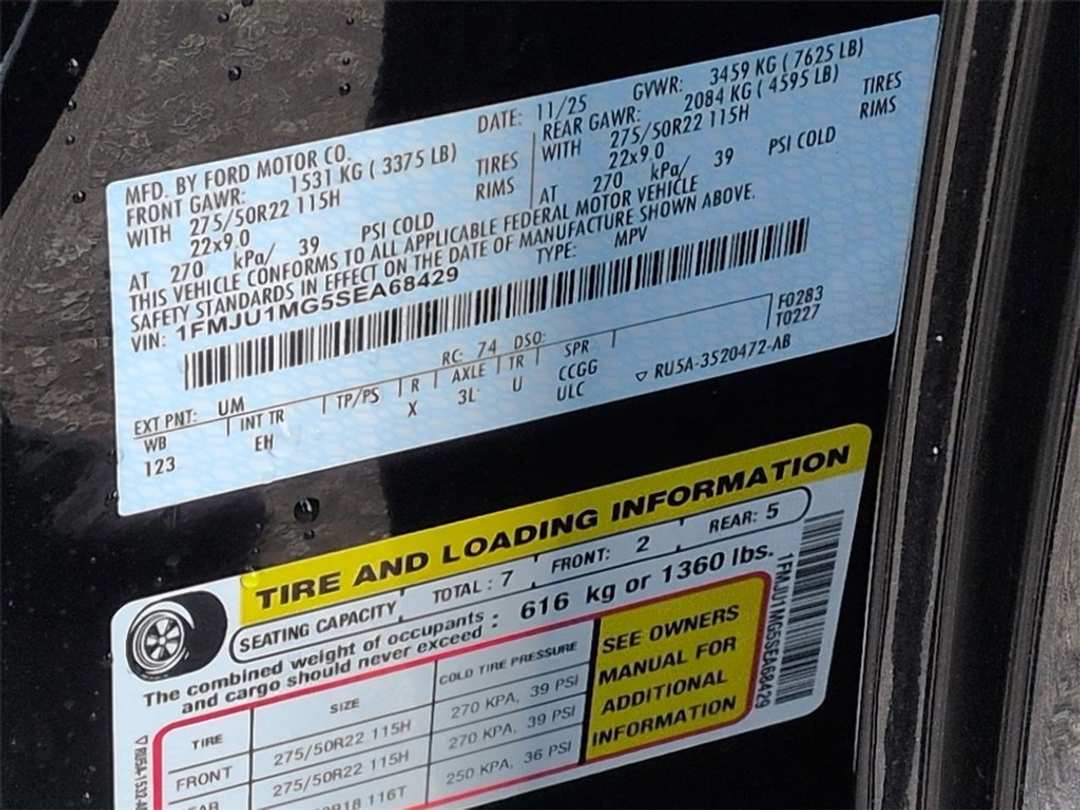 MFD. BY FORD MOTOR CO.
DATE: 11/25 GVWR: 3459 KG ( 7625 LB)
FRONT GAWR: 1531 KG ( 3375 LB)
REAR GAWR: 2084 KG ( 4595 LB)
WITH 275/50R22 115H TIRES
WITH 275/50R22 115H TIRES
22x9.0 RIMS
22x9.0 RIMS
AT 270 kPa/ 39 PSI COLD
AT 270 kPa/ 39 PSI COLD
THIS VEHICLE CONFORMS TO ALL APPLICABLE FEDERAL MOTOR VEHICLE
SAFETY STANDARDS IN EFFECT ON THE DATE OF MANUFACTURE SHOWN ABOVE.
VIN: 1FMJU1MG5SEA68429 TYPE: MPV
F0283
T0227
EXT PNT: UM RC: 74 DSO:
WB INT TR TP/PS R AXLE TR SPR
123 EH X 3L U CCGG
ULC
▽ RU5A-3520472-AB
TIRE AND LOADING INFORMATION
SEATING CAPACITY TOTAL : 7 FRONT: 2 REAR: 5
The combined weight of occupants and cargo should never exceed : 616 kg or 1360 lbs.
TIRE SIZE COLD TIRE PRESSURE
FRONT 275/50R22 115H 270 KPA, 39 PSI
275/50R22 115H 270 KPA, 39 PSI
116T 250 KPA, 36 PSI
SEE OWNERS
MANUAL FOR
ADDITIONAL
INFORMATION
1FMJU1MG5SEA68429